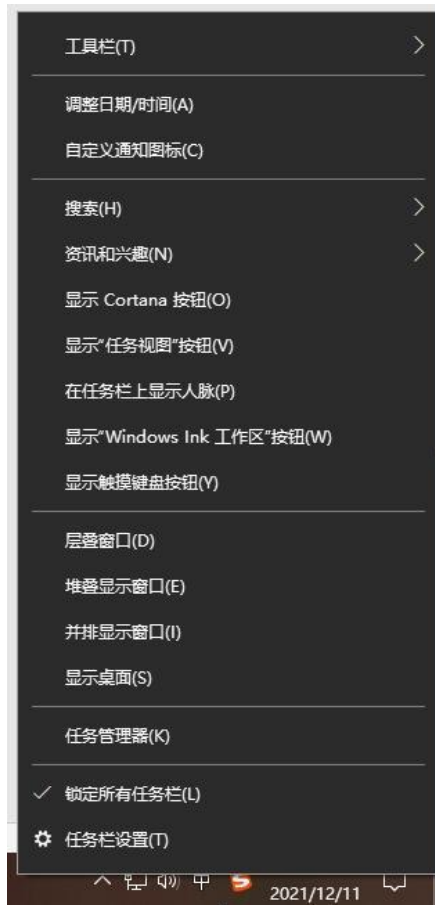 工具栏(T)
调整日期/时间(A)
自定义通知图标(C)
搜索(H)
资讯和兴趣(N)
显示 Cortana 按钮(O)
显示“任务视图”按钮(V)
在任务栏上显示人脉(P)
显示“Windows Ink 工作区”按钮(W)
显示触摸键盘按钮(Y)
层叠窗口(D)
堆叠显示窗口(E)
并排显示窗口(I)
显示桌面(S)
任务管理器(K)
锁定所有任务栏(L)
任务栏设置(T)
中
2021/12/11